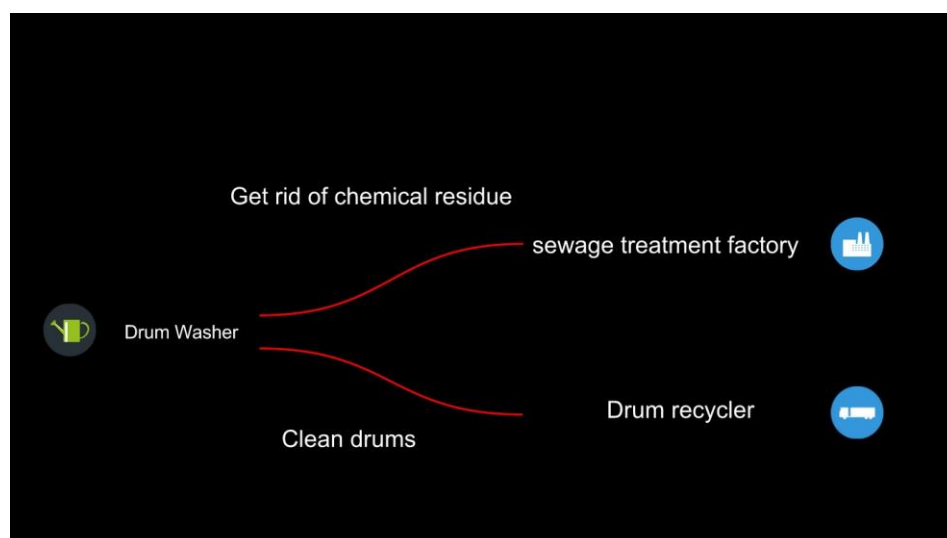 Get rid of chemical residue
sewage treatment factory
Drum Washer
Drum recycler
Clean drums